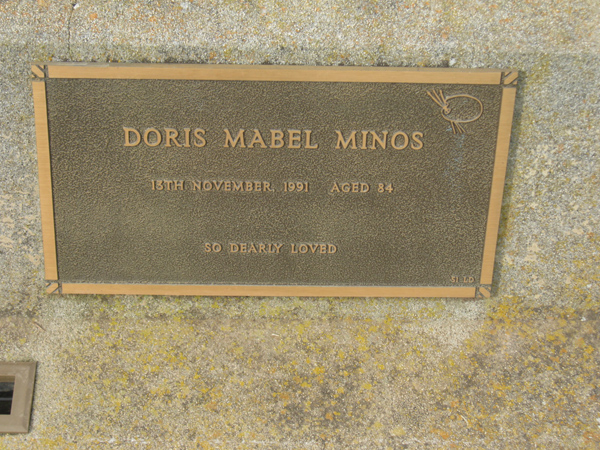 DORIS MABEL MINOS
13TH NOVEMBER, 1991 AGED 84
SO DEARLY LOVED